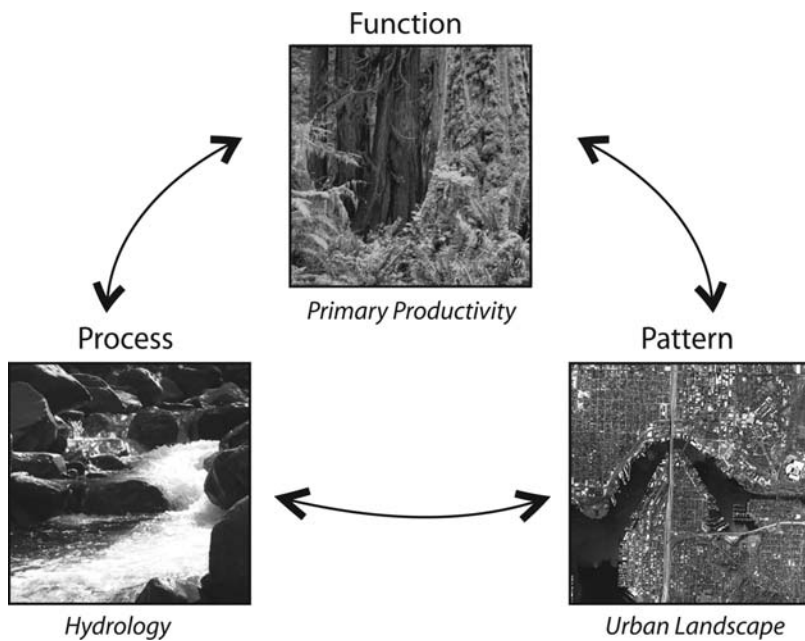 Function
Primary Productivity
Process
Pattern
Hydrology
Urban Landscape